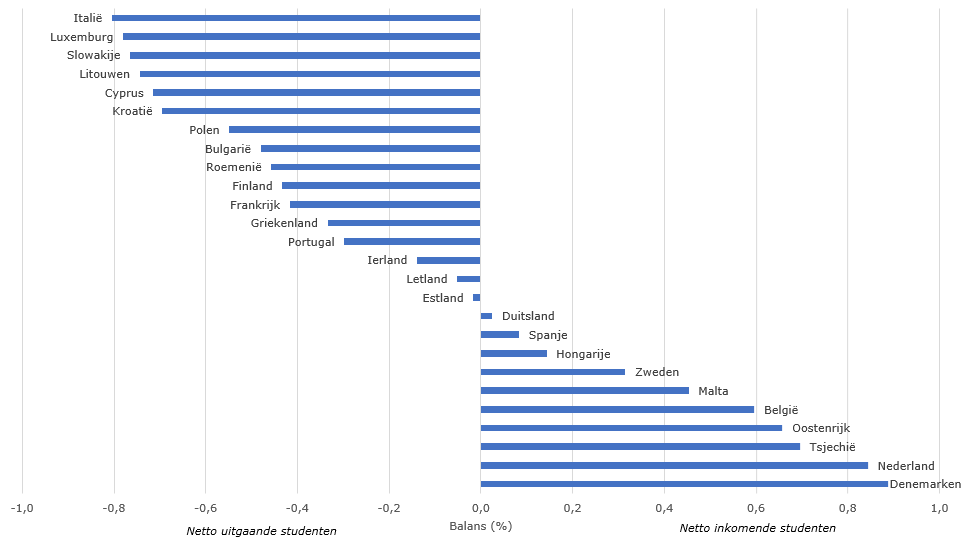 Italië
Luxemburg
Slowakije
Litouwen
Cyprus
Kroatië
Polen
Bulgarië
Roemenië
Finland
Frankrijk
Griekenland
Portugal
Ierland
Letland
Estland
Duitsland
Spanje
Hongarije
Zweden
Malta
België
Oostenrijk
Tsjechië
Nederland
Denemarken
-1,0 -0,8 -0,6 -0,4 -0,2 0,0 0,2 0,4 0,6 0,8 1,0
Netto uitgaande studenten Balans (%) Netto inkomende studenten